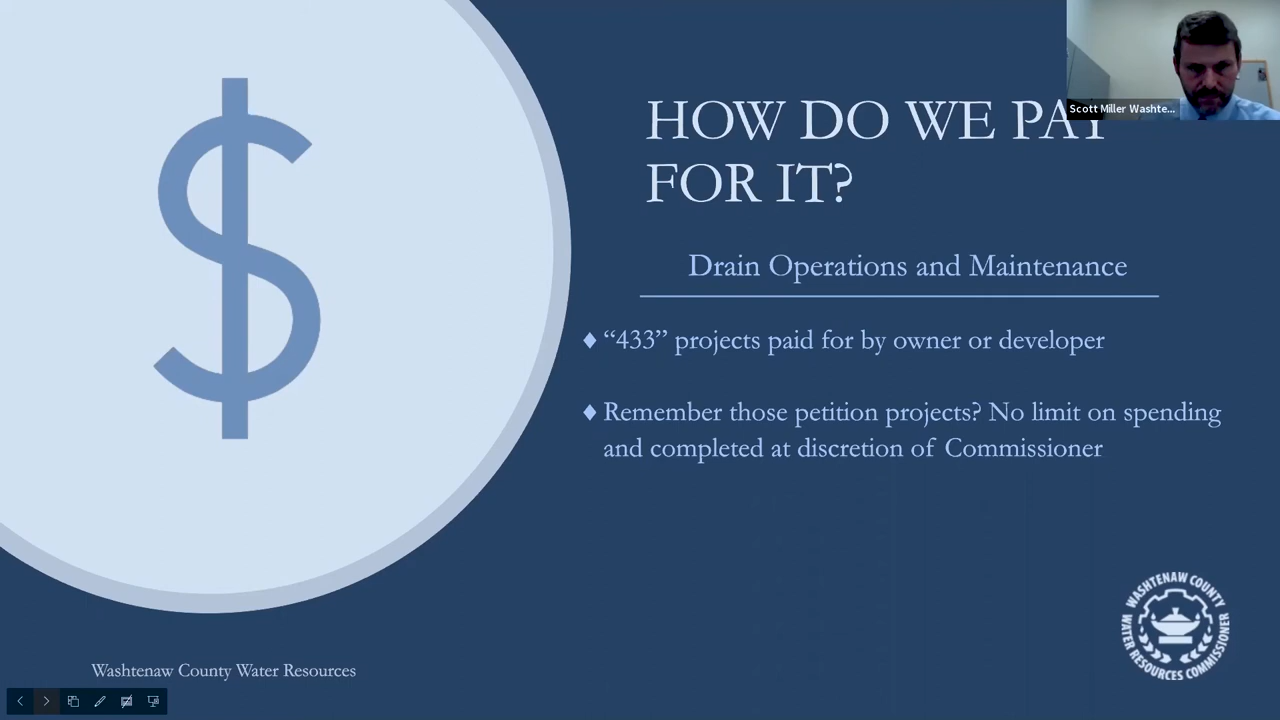 HOW DO WE PAY
FOR IT?
Scott Miller Washte...
Drain Operations and Maintenance
♦ “433” projects paid for by owner or developer
♦ Remember those petition projects? No limit on spending
and completed at discretion of Commissioner
WASHTENAW COUNTY
WATER RESOURCES COMMISSIONER
Washtenaw County Water Resources